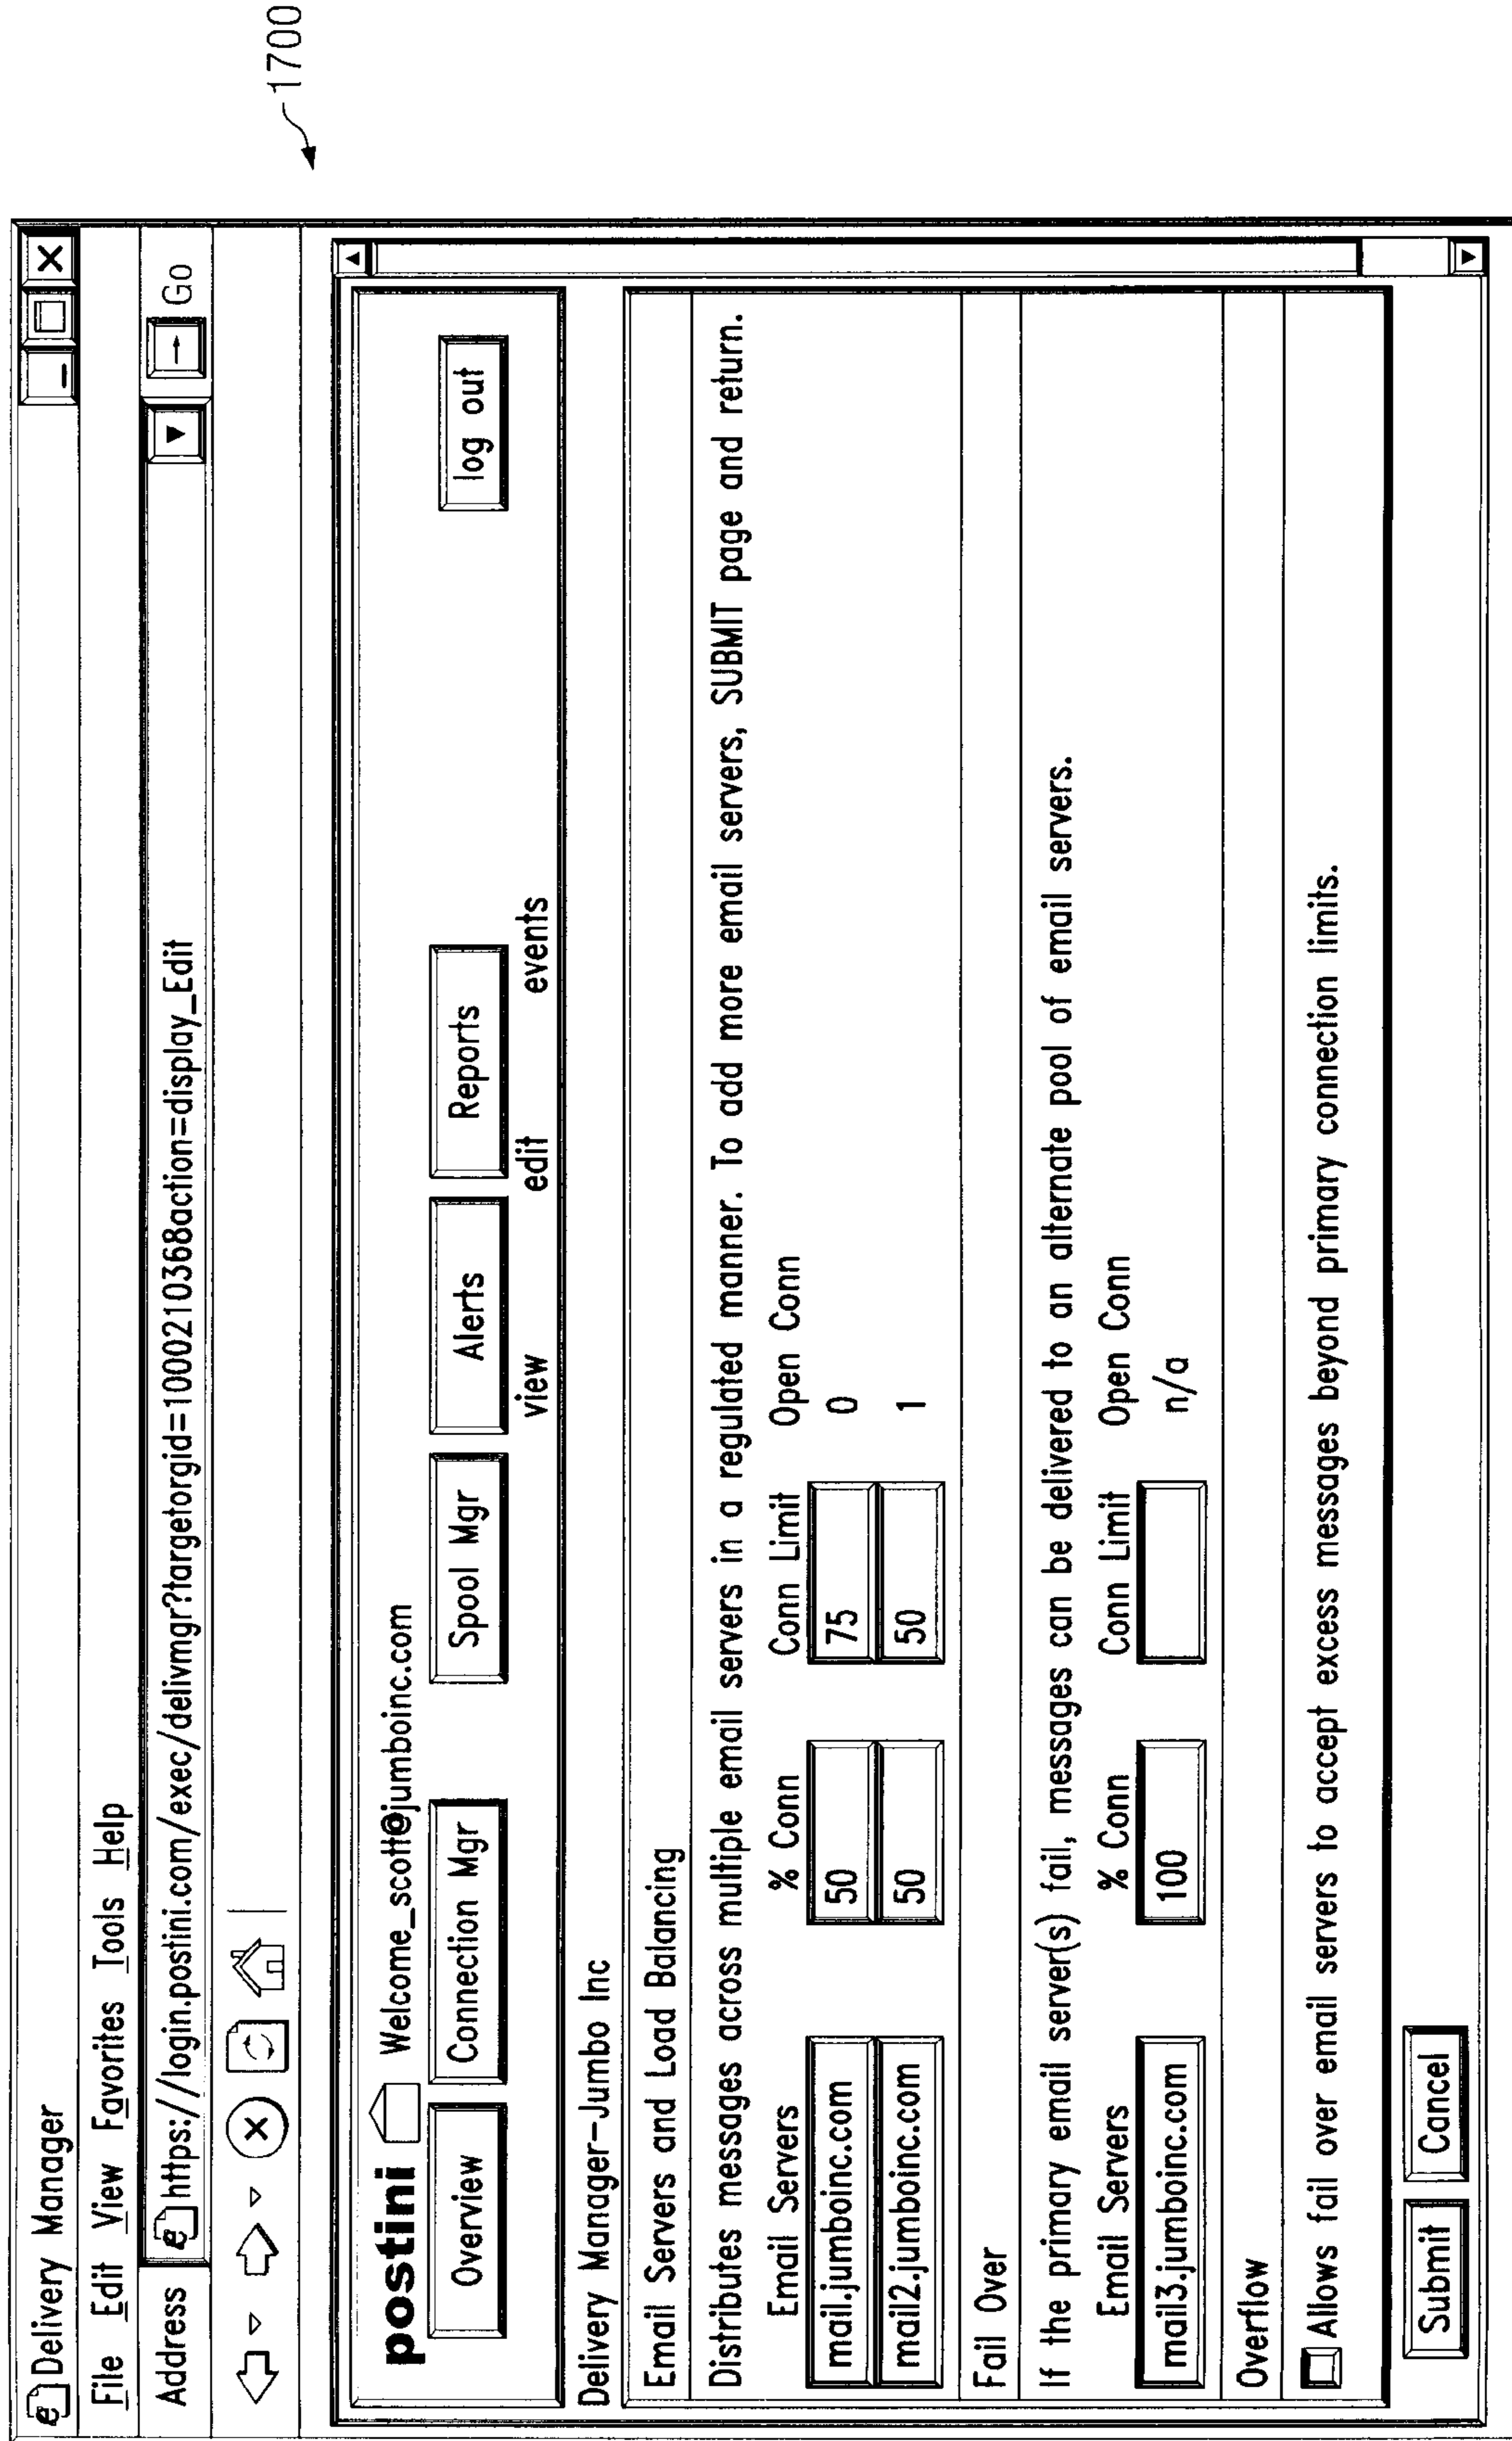 1700
Delivery Manager
File Edit View Favorites Tools Help
Address https://login.postini.com/exec/delivmgr?targetorgid=1000210368action=display_Edit Go
postini Welcome_scott@jumboinc.com
Overview Connection Mgr Spool Mgr Alerts Reports log out
view edit events
Delivery Manager–Jumbo Inc
Email Servers and Load Balancing
Distributes messages across multiple email servers in a regulated manner. To add more email servers, SUBMIT page and return.
Email Servers % Conn Conn Limit Open Conn
mail.jumboinc.com 50 75 0
mail2.jumboinc.com 50 50 1
Fail Over
If the primary email server(s) fail, messages can be delivered to an alternate pool of email servers.
Email Servers % Conn Conn Limit Open Conn
mail3.jumboinc.com 100 n/a
Overflow
Allows fail over email servers to accept excess messages beyond primary connection limits.
Submit Cancel